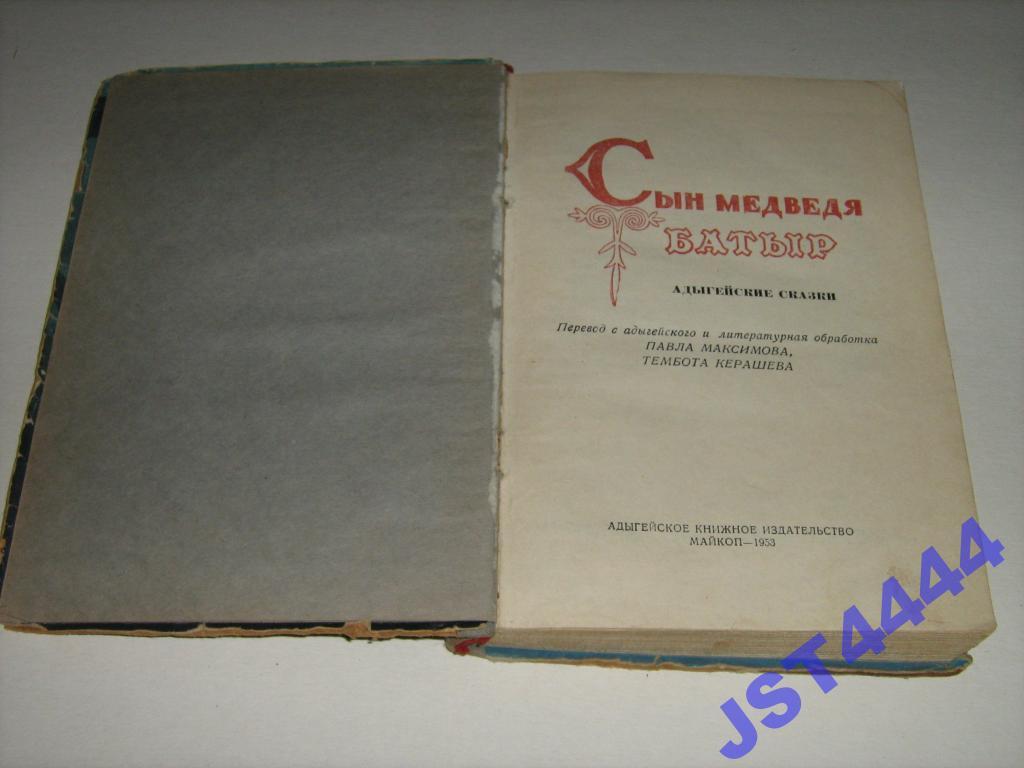 Сын медведя
БАТЫР
АДЫГЕЙСКИЕ СКАЗКИ
Перевод с адыгейского и литературная обработка
ПАВЛА МАКСИМОВА,
ТЕМБОТА КЕРАШЕВА
АДЫГЕЙСКОЕ КНИЖНОЕ ИЗДАТЕЛЬСТВО
МАЙКОП—1953
JST4444